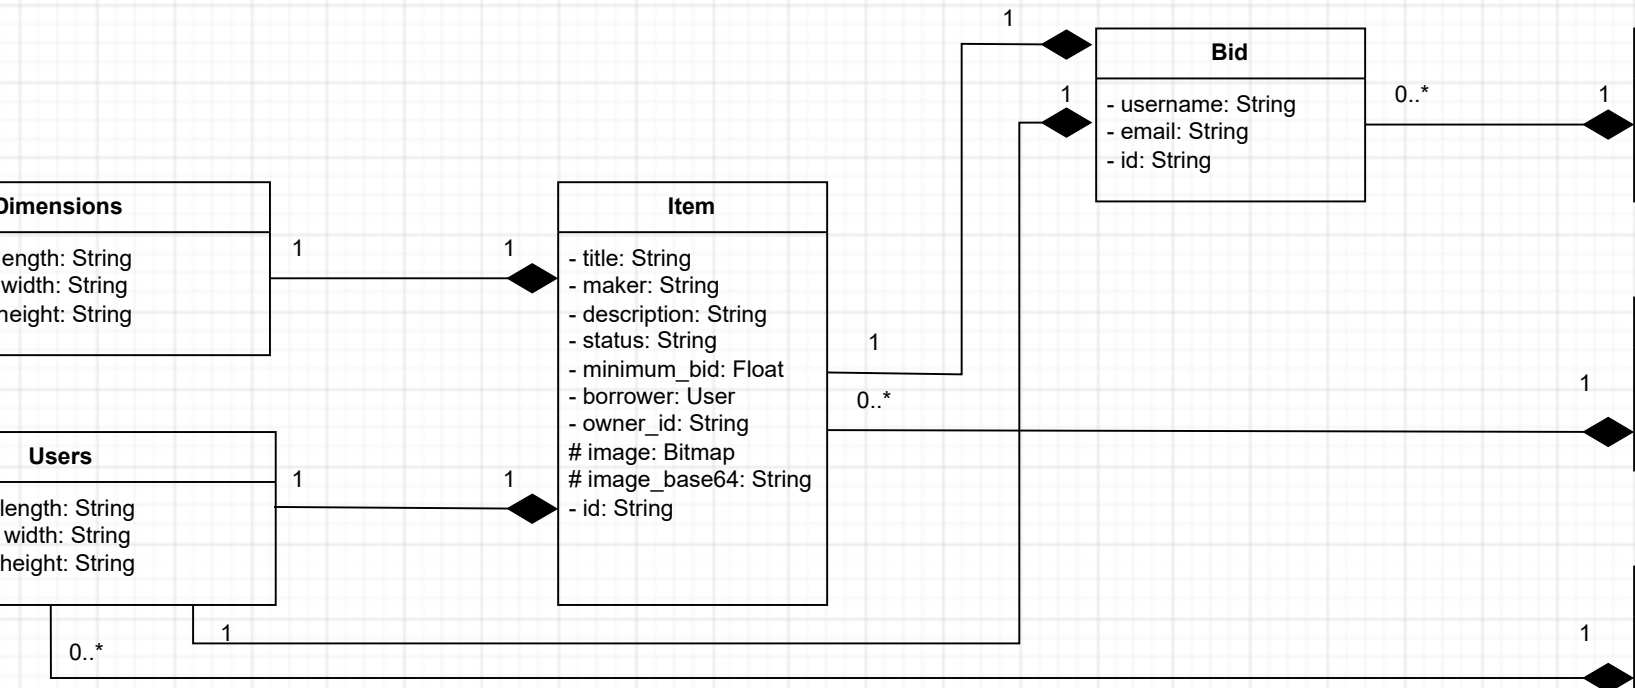 1
Bid
- username: String
- email: String
- id: String
1
0..*
1
Dimensions
ength: String
width: String
height: String
1
1
Item
- title: String
- maker: String
- description: String
- status: String
- minimum_bid: Float
- borrower: User
- owner_id: String
# image: Bitmap
# image_base64: String
- id: String
1
0..*
1
Users
length: String
width: String
height: String
1
1
0..*
1
1